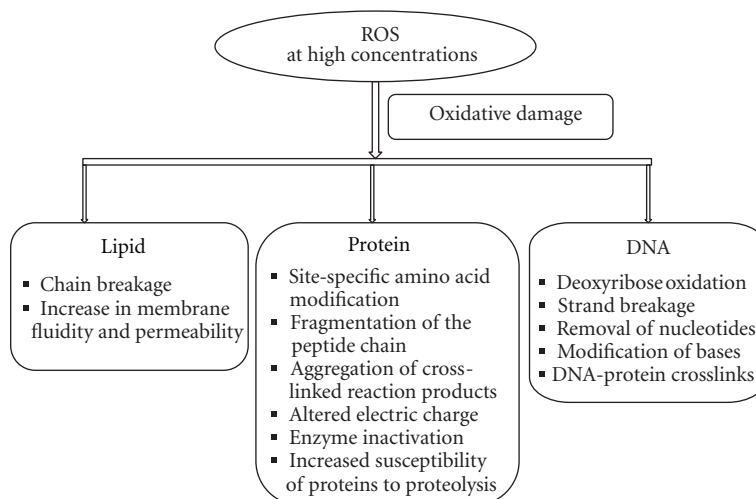 ROS
at high concentrations
Oxidative damage
Lipid
▪ Chain breakage
▪ Increase in membrane
fluidity and permeability
Protein
▪ Site-specific amino acid
modification
▪ Fragmentation of the
peptide chain
▪ Aggregation of cross-
linked reaction products
▪ Altered electric charge
▪ Enzyme inactivation
▪ Increased susceptibility
of proteins to proteolysis
DNA
▪ Deoxyribose oxidation
▪ Strand breakage
▪ Removal of nucleotides
▪ Modification of bases
▪ DNA-protein crosslinks